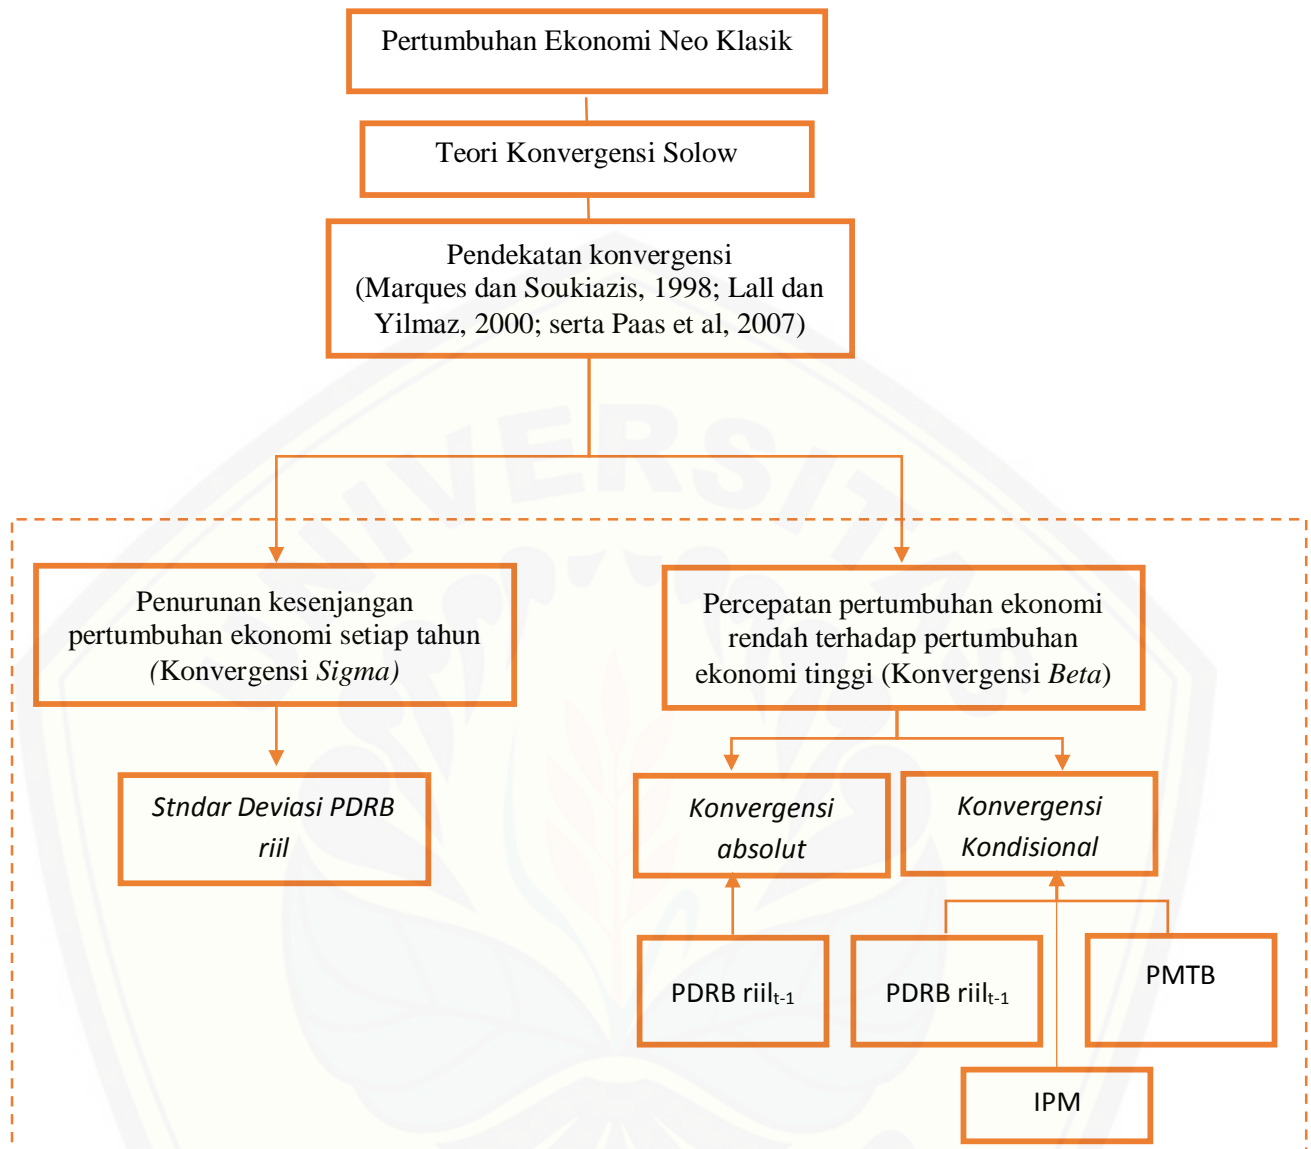 Pertumbuhan Ekonomi Neo Klasik
Teori Konvergensi Solow
Pendekatan konvergensi
(Marques dan Soukiazis, 1998; Lall dan
Yilmaz, 2000; serta Paas et al, 2007)
UNIVERSITAS
Penurunan kesenjangan
pertumbuhan ekonomi setiap tahun
(Konvergensi Sigma)
Percepatan pertumbuhan ekonomi
rendah terhadap pertumbuhan
ekonomi tinggi (Konvergensi Beta)
Stndar Deviasi PDRB
riil
Konvergensi
absolut
Konvergensi
Kondisional
PDRB riilt-1
PDRB riilt-1
PMTB
IPM